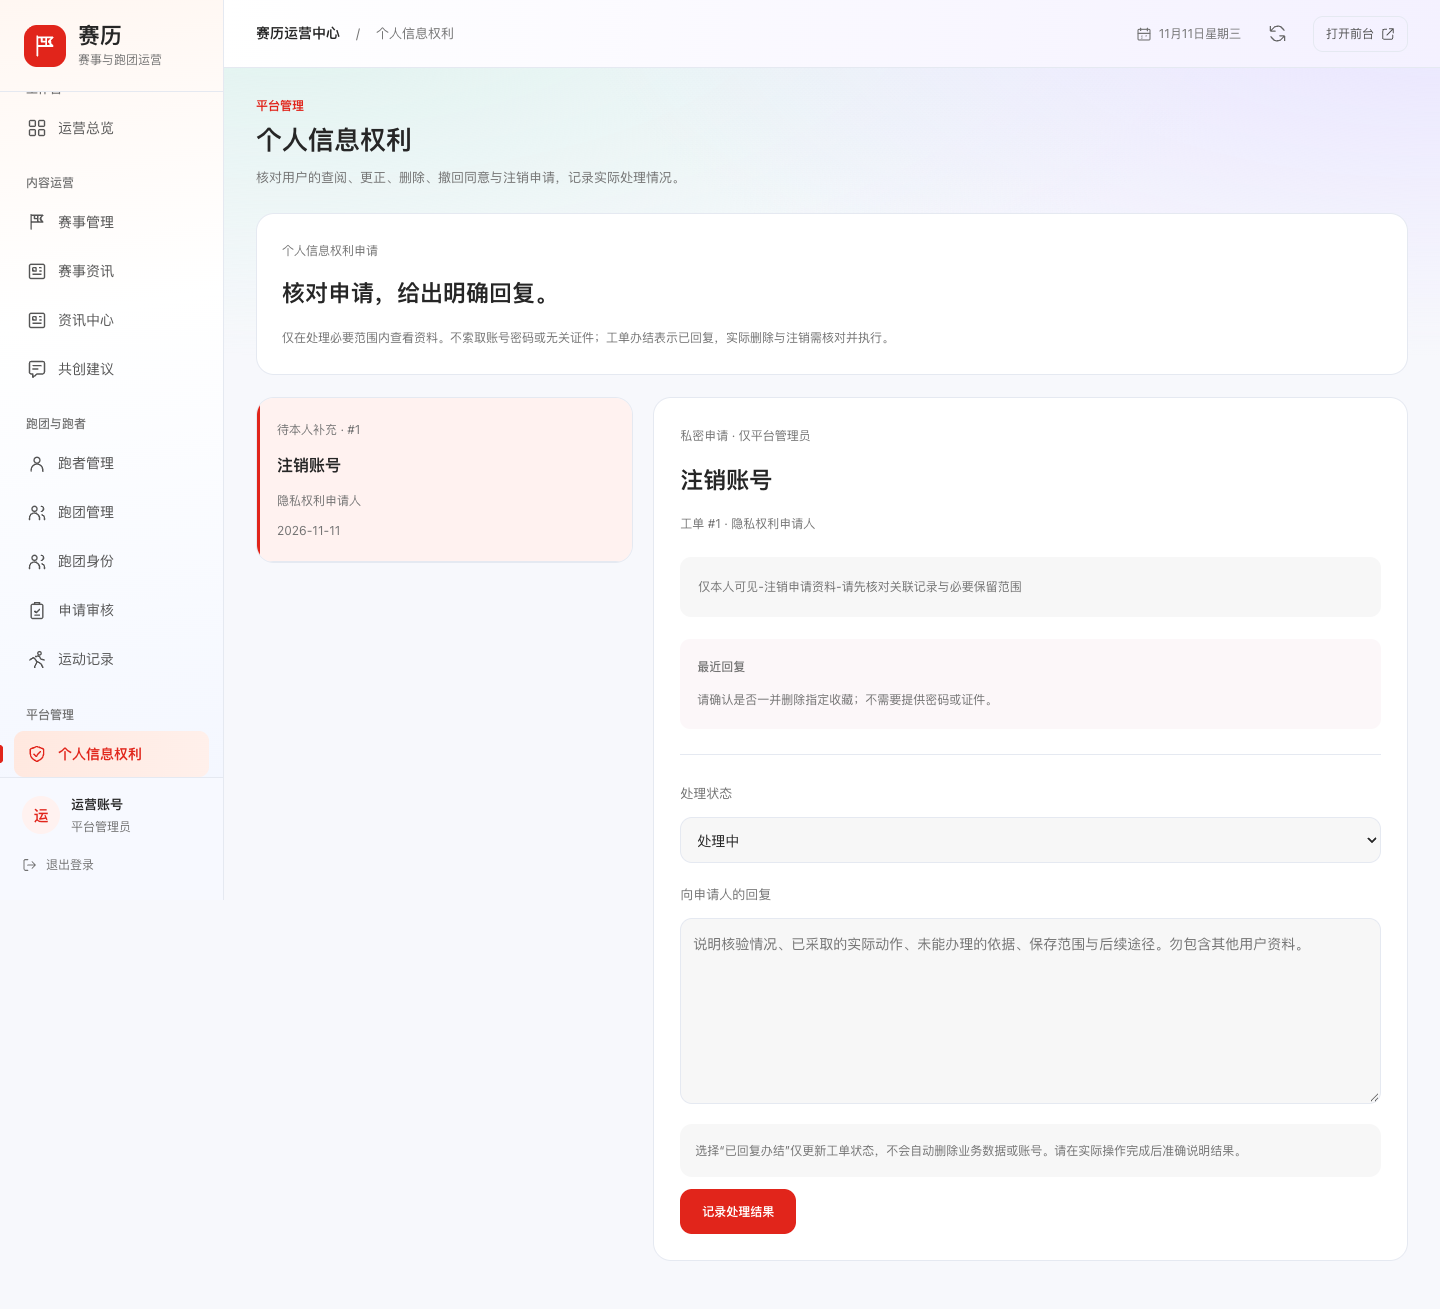 赛历
赛事与跑团运营
运营总览
内容运营
赛事管理
赛事资讯
资讯中心
共创建议
跑团与跑者
跑者管理
跑团管理
跑团身份
申请审核
运动记录
平台管理
个人信息权利
运
运营账号
平台管理员
退出登录
赛历运营中心 / 个人信息权利
11月11日星期三
打开前台
平台管理
个人信息权利
核对用户的查阅、更正、删除、撤回同意与注销申请，记录实际处理情况。
个人信息权利申请
核对申请，给出明确回复。
仅在处理必要范围内查看资料。不索取账号密码或无关证件；工单办结表示已回复，实际删除与注销需核对并执行。
待本人补充 · #1
注销账号
隐私权利申请人
2026-11-11
私密申请 · 仅平台管理员
注销账号
工单 #1 · 隐私权利申请人
仅本人可见-注销申请资料-请先核对关联记录与必要保留范围
最近回复
请确认是否一并删除指定收藏；不需要提供密码或证件。
处理状态
处理中
向申请人的回复
说明核验情况、已采取的实际动作、未能办理的依据、保存范围与后续途径。勿包含其他用户资料。
选择“已回复办结”仅更新工单状态，不会自动删除业务数据或账号。请在实际操作完成后准确说明结果。
记录处理结果